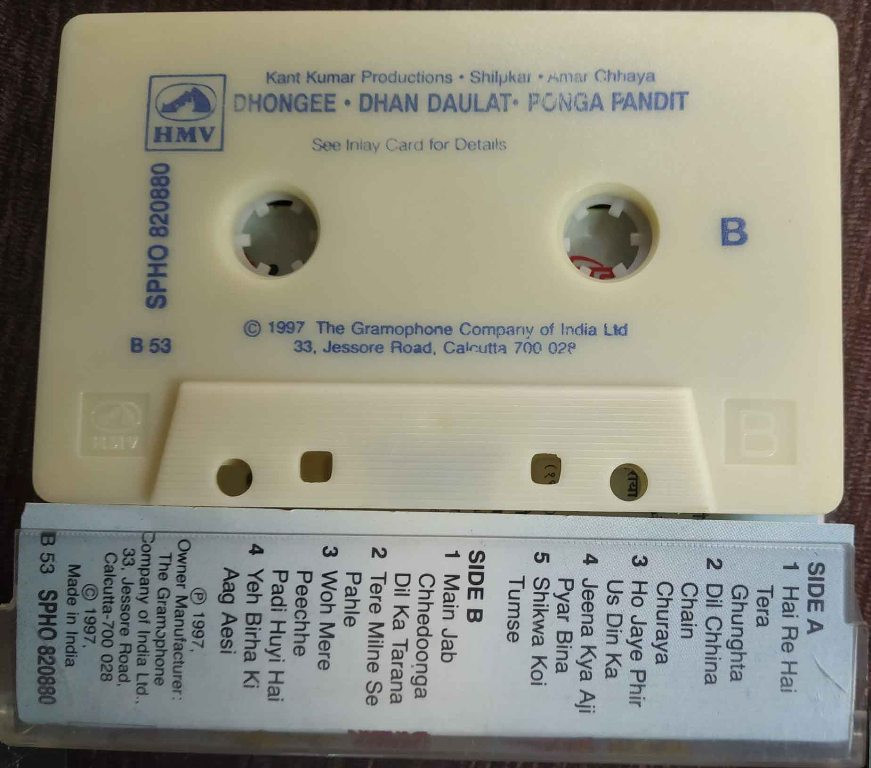 Kant Kumar Productions • Shilpkar • Amar Chhaya
DHONGEE • DHAN DAULAT • PONGA PANDIT
HMV
See Inlay Card for Details
SPHO 820880
B
© 1997 The Gramophone Company of India Ltd
33, Jessore Road, Calcutta 700 028
B 53
HMV
B
SIDE A
1 Hai Re Hai
Tera
Ghunghta
2 Dil Chhina
Chain
Churaya
3 Ho Jaye Phir
Us Din Ka
4 Jeena Kya Aji
Pyar Bina
5 Shikwa Koi
Tumse
SIDE B
1 Main Jab
Chhedoonga
Dil Ka Tarana
2 Tere Milne Se
Pahle
3 Woh Mere
Peechhe
Padi Huyi Hai
4 Yeh Birha Ki
Aag Aesi
℗ 1997,
Owner Manufacturer:
The Gramophone
Company of India Ltd.,
33, Jessore Road,
Calcutta-700 028
© 1997,
Made in India
B 53 SPHO 820880